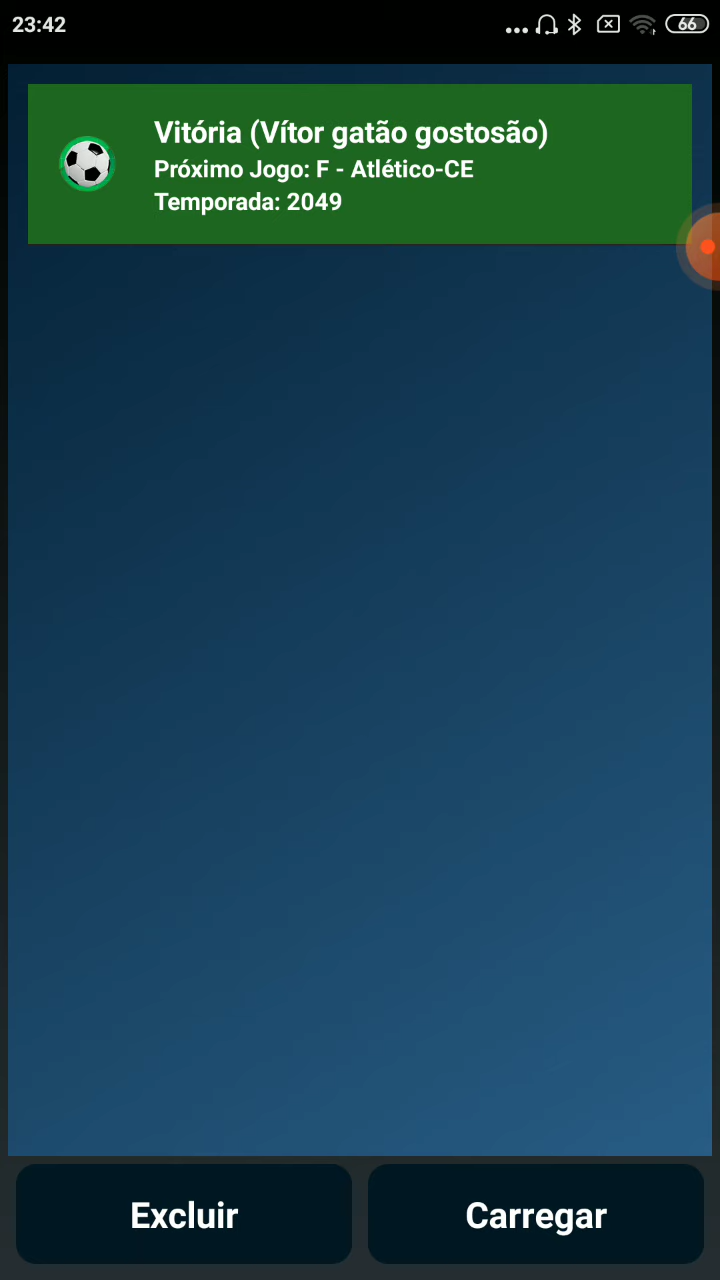 23:42
66
Vitória (Vítor gatão gostosão)
Próximo Jogo: F - Atlético-CE
Temporada: 2049
Excluir
Carregar